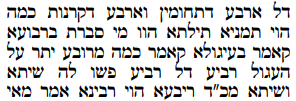 דל ארבע דתחומין וארבע דקרנות כמה
הוי תמניא תילתא הוו מי סברת ברבועא
קאמר בעיגולא קאמר כמה מרובע יתר על
העגול רביע דל רביע פשו לה שיתא
ושיתא מכ"ד ריבעא הוי רבינא אמר מאי